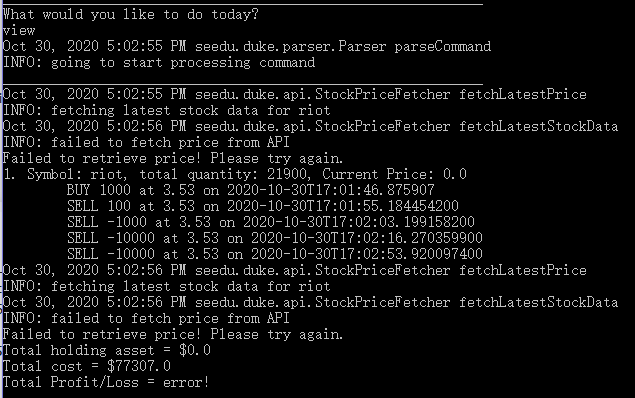 What would you like to do today?
view
Oct 30, 2020 5:02:55 PM seedu.duke.parser.Parser parseCommand
INFO: going to start processing command
Oct 30, 2020 5:02:55 PM seedu.duke.api.StockPriceFetcher fetchLatestPrice
INFO: fetching latest stock data for riot
Oct 30, 2020 5:02:56 PM seedu.duke.api.StockPriceFetcher fetchLatestStockData
INFO: failed to fetch price from API
Failed to retrieve price! Please try again.
1. Symbol: riot, total quantity: 21900, Current Price: 0.0
BUY 1000 at 3.53 on 2020-10-30T17:01:46.875907
SELL 100 at 3.53 on 2020-10-30T17:01:55.184454200
SELL -1000 at 3.53 on 2020-10-30T17:02:03.199158200
SELL -10000 at 3.53 on 2020-10-30T17:02:16.270359900
SELL -10000 at 3.53 on 2020-10-30T17:02:53.920097400
Oct 30, 2020 5:02:56 PM seedu.duke.api.StockPriceFetcher fetchLatestPrice
INFO: fetching latest stock data for riot
Oct 30, 2020 5:02:56 PM seedu.duke.api.StockPriceFetcher fetchLatestStockData
INFO: failed to fetch price from API
Failed to retrieve price! Please try again.
Total holding asset = $0.0
Total cost = $77307.0
Total Profit/Loss = error!